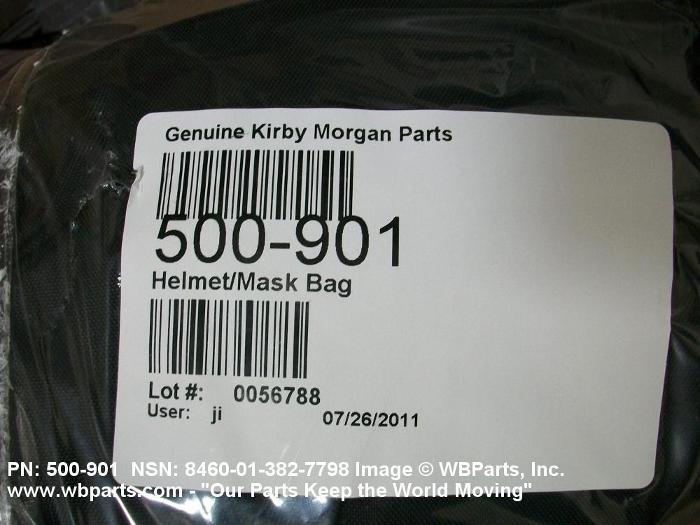 Genuine Kirby Morgan Parts
500-901
Helmet/Mask Bag
Lot #: 0056788
User: ji 07/26/2011
PN: 500-901 NSN: 8460-01-382-7798 Image © WBParts, Inc.
www.wbparts.com - "Our Parts Keep the World Moving"